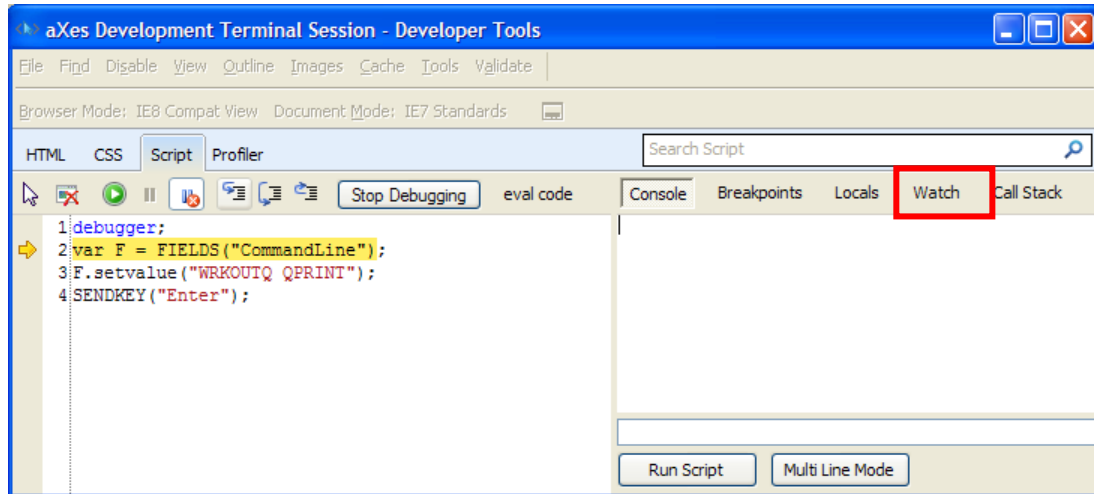 aXes Development Terminal Session - Developer Tools
File Find Disable View Outline Images Cache Tools Validate
Browser Mode: IE8 Compat View Document Mode: IE7 Standards
HTML CSS Script Profiler Search Script
Stop Debugging eval code Console Breakpoints Locals Watch Call Stack
1 debugger;
2 var F = FIELDS("CommandLine");
3 F.setvalue("WRKOUTQ QPRINT");
4 SENDKEY("Enter");
Run Script Multi Line Mode